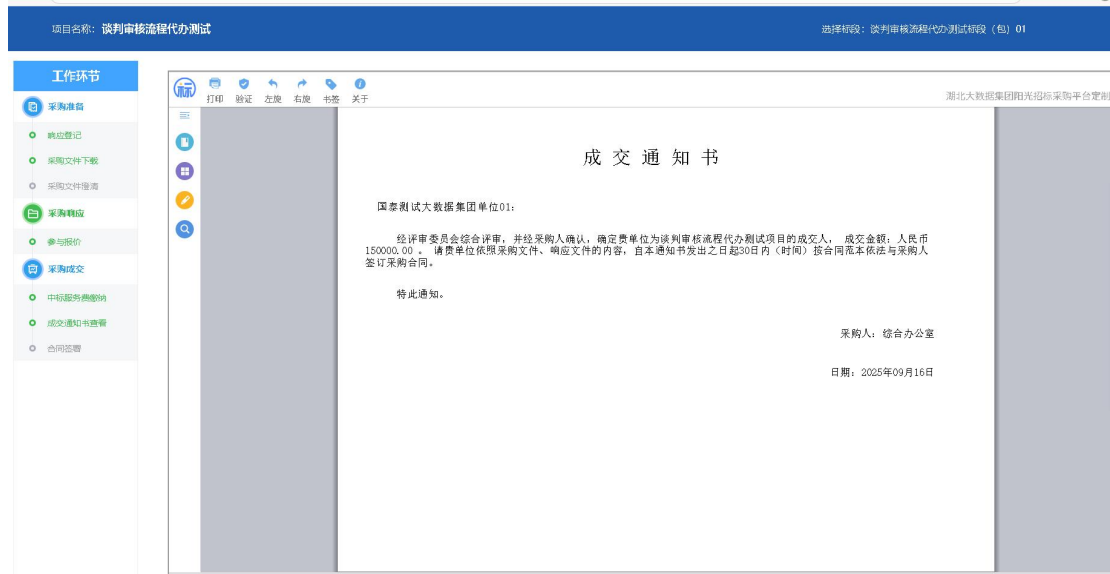 项目名称：谈判审核流程代办测试
选择标段：谈判审核流程代办测试标段（包）01
工作环节
采购准备
响应登记
采购文件下载
采购文件澄清
采购响应
参与报价
采购成交
中标服务费缴纳
成交通知书查看
合同签署
标
打印 验证 左旋 右旋 书签 关于
湖北大数据集团阳光招标采购平台定制
成交通知书
国泰测试大数据集团单位01：
经评审委员会综合评审，并经采购人确认，确定贵单位为谈判审核流程代办测试项目的成交人， 成交金额：人民币
150000.00 。 请贵单位依照采购文件、响应文件的内容，自本通知书发出之日起30日内（时间）按合同范本依法与采购人
签订采购合同。
特此通知。
采购人：综合办公室
日期：2025年09月16日